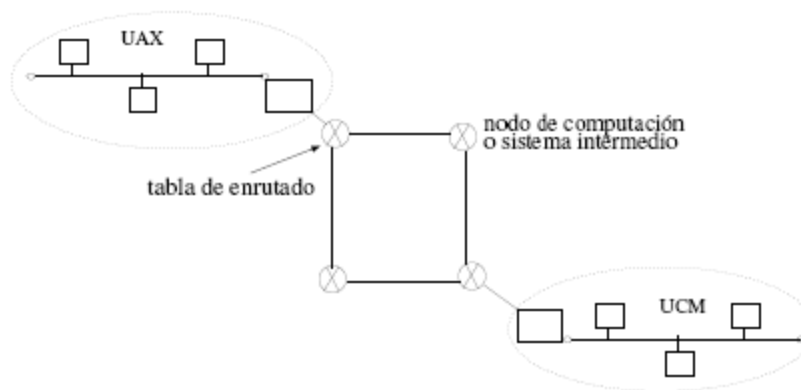 UAX
nodo de computación
o sistema intermedio
tabla de enrutado
UCM